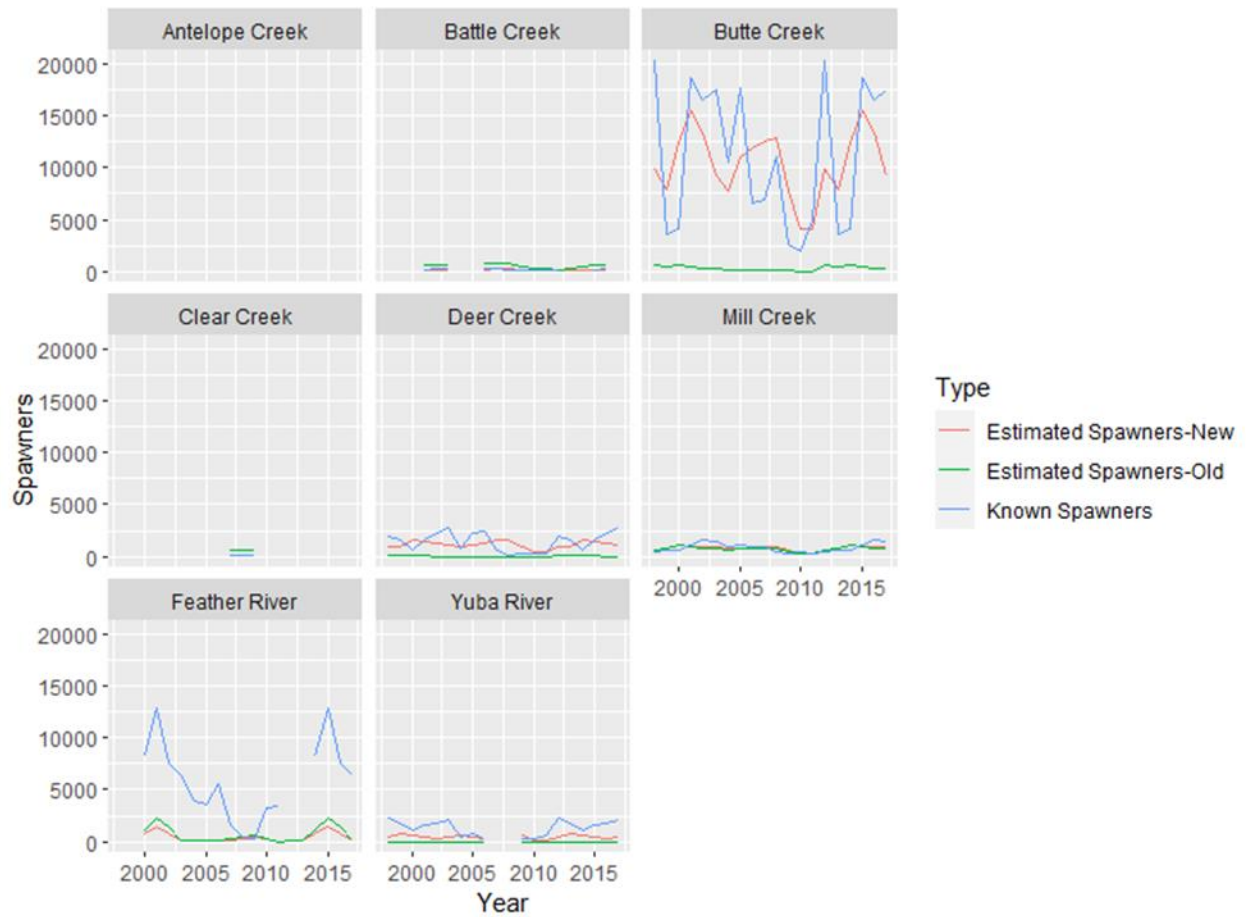 Antelope Creek Battle Creek Butte Creek
20000
15000
10000
5000
0
Clear Creek Deer Creek Mill Creek
20000
15000
10000
5000
0
2000 2005 2010 2015
Feather River Yuba River
20000
15000
10000
5000
0
2000 2005 2010 2015 2000 2005 2010 2015
Spawners
Year
Type
Estimated Spawners-New
Estimated Spawners-Old
Known Spawners